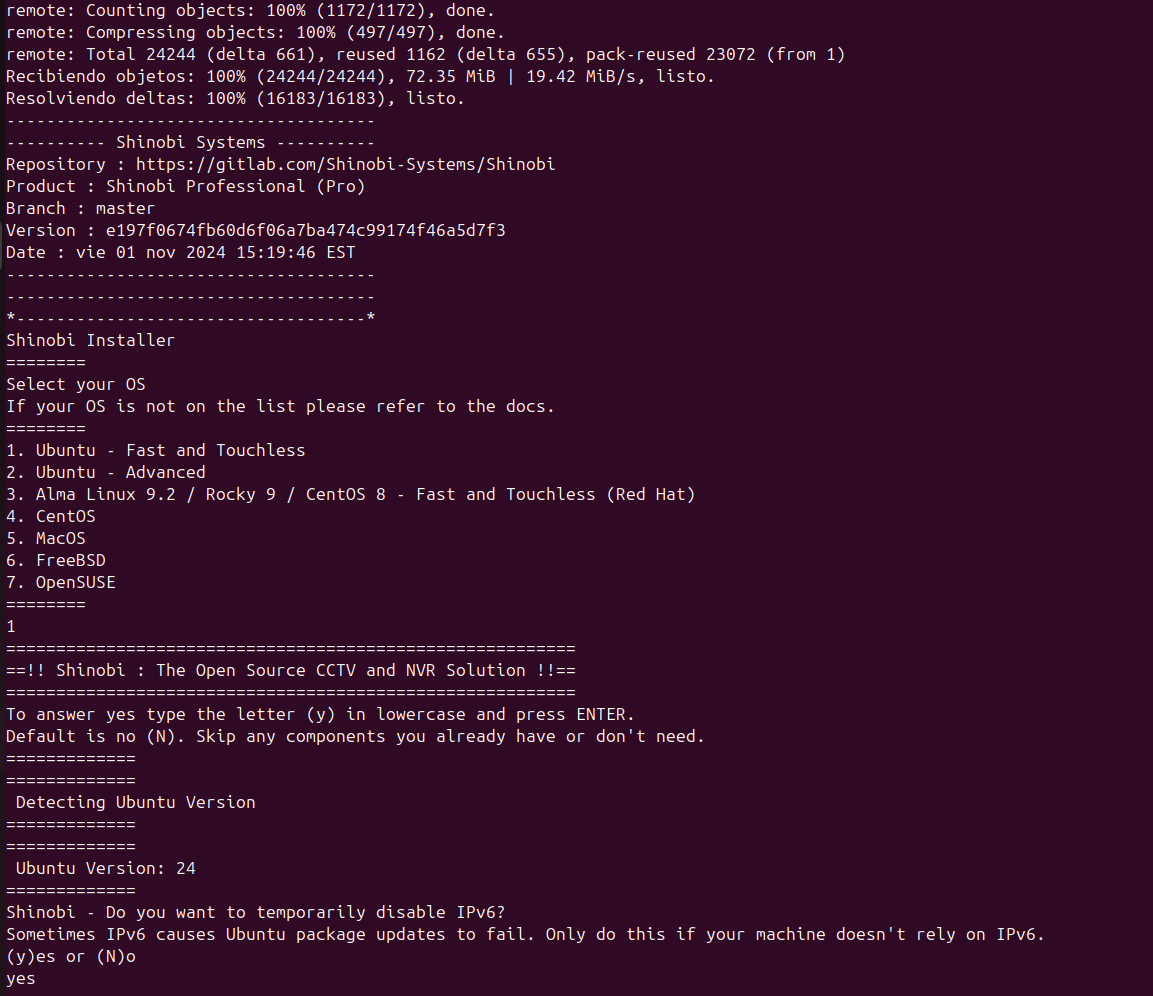 remote: Counting objects: 100% (1172/1172), done.
remote: Compressing objects: 100% (497/497), done.
remote: Total 24244 (delta 661), reused 1162 (delta 655), pack-reused 23072 (from 1)
Recibiendo objetos: 100% (24244/24244), 72.35 MiB | 19.42 MiB/s, listo.
Resolviendo deltas: 100% (16183/16183), listo.
-------------------------------------
---------- Shinobi Systems ----------
Repository : https://gitlab.com/Shinobi-Systems/Shinobi
Product : Shinobi Professional (Pro)
Branch : master
Version : e197f0674fb60d6f06a7ba474c99174f46a5d7f3
Date : vie 01 nov 2024 15:19:46 EST
-------------------------------------
-------------------------------------
*-----------------------------------*
Shinobi Installer
========
Select your OS
If your OS is not on the list please refer to the docs.
========
1. Ubuntu - Fast and Touchless
2. Ubuntu - Advanced
3. Alma Linux 9.2 / Rocky 9 / CentOS 8 - Fast and Touchless (Red Hat)
4. CentOS
5. MacOS
6. FreeBSD
7. OpenSUSE
========
1
=========================================================
==!! Shinobi : The Open Source CCTV and NVR Solution !!==
=========================================================
To answer yes type the letter (y) in lowercase and press ENTER.
Default is no (N). Skip any components you already have or don't need.
=============
=============
 Detecting Ubuntu Version
=============
=============
 Ubuntu Version: 24
=============
Shinobi - Do you want to temporarily disable IPv6?
Sometimes IPv6 causes Ubuntu package updates to fail. Only do this if your machine doesn't rely on IPv6.
(y)es or (N)o
yes